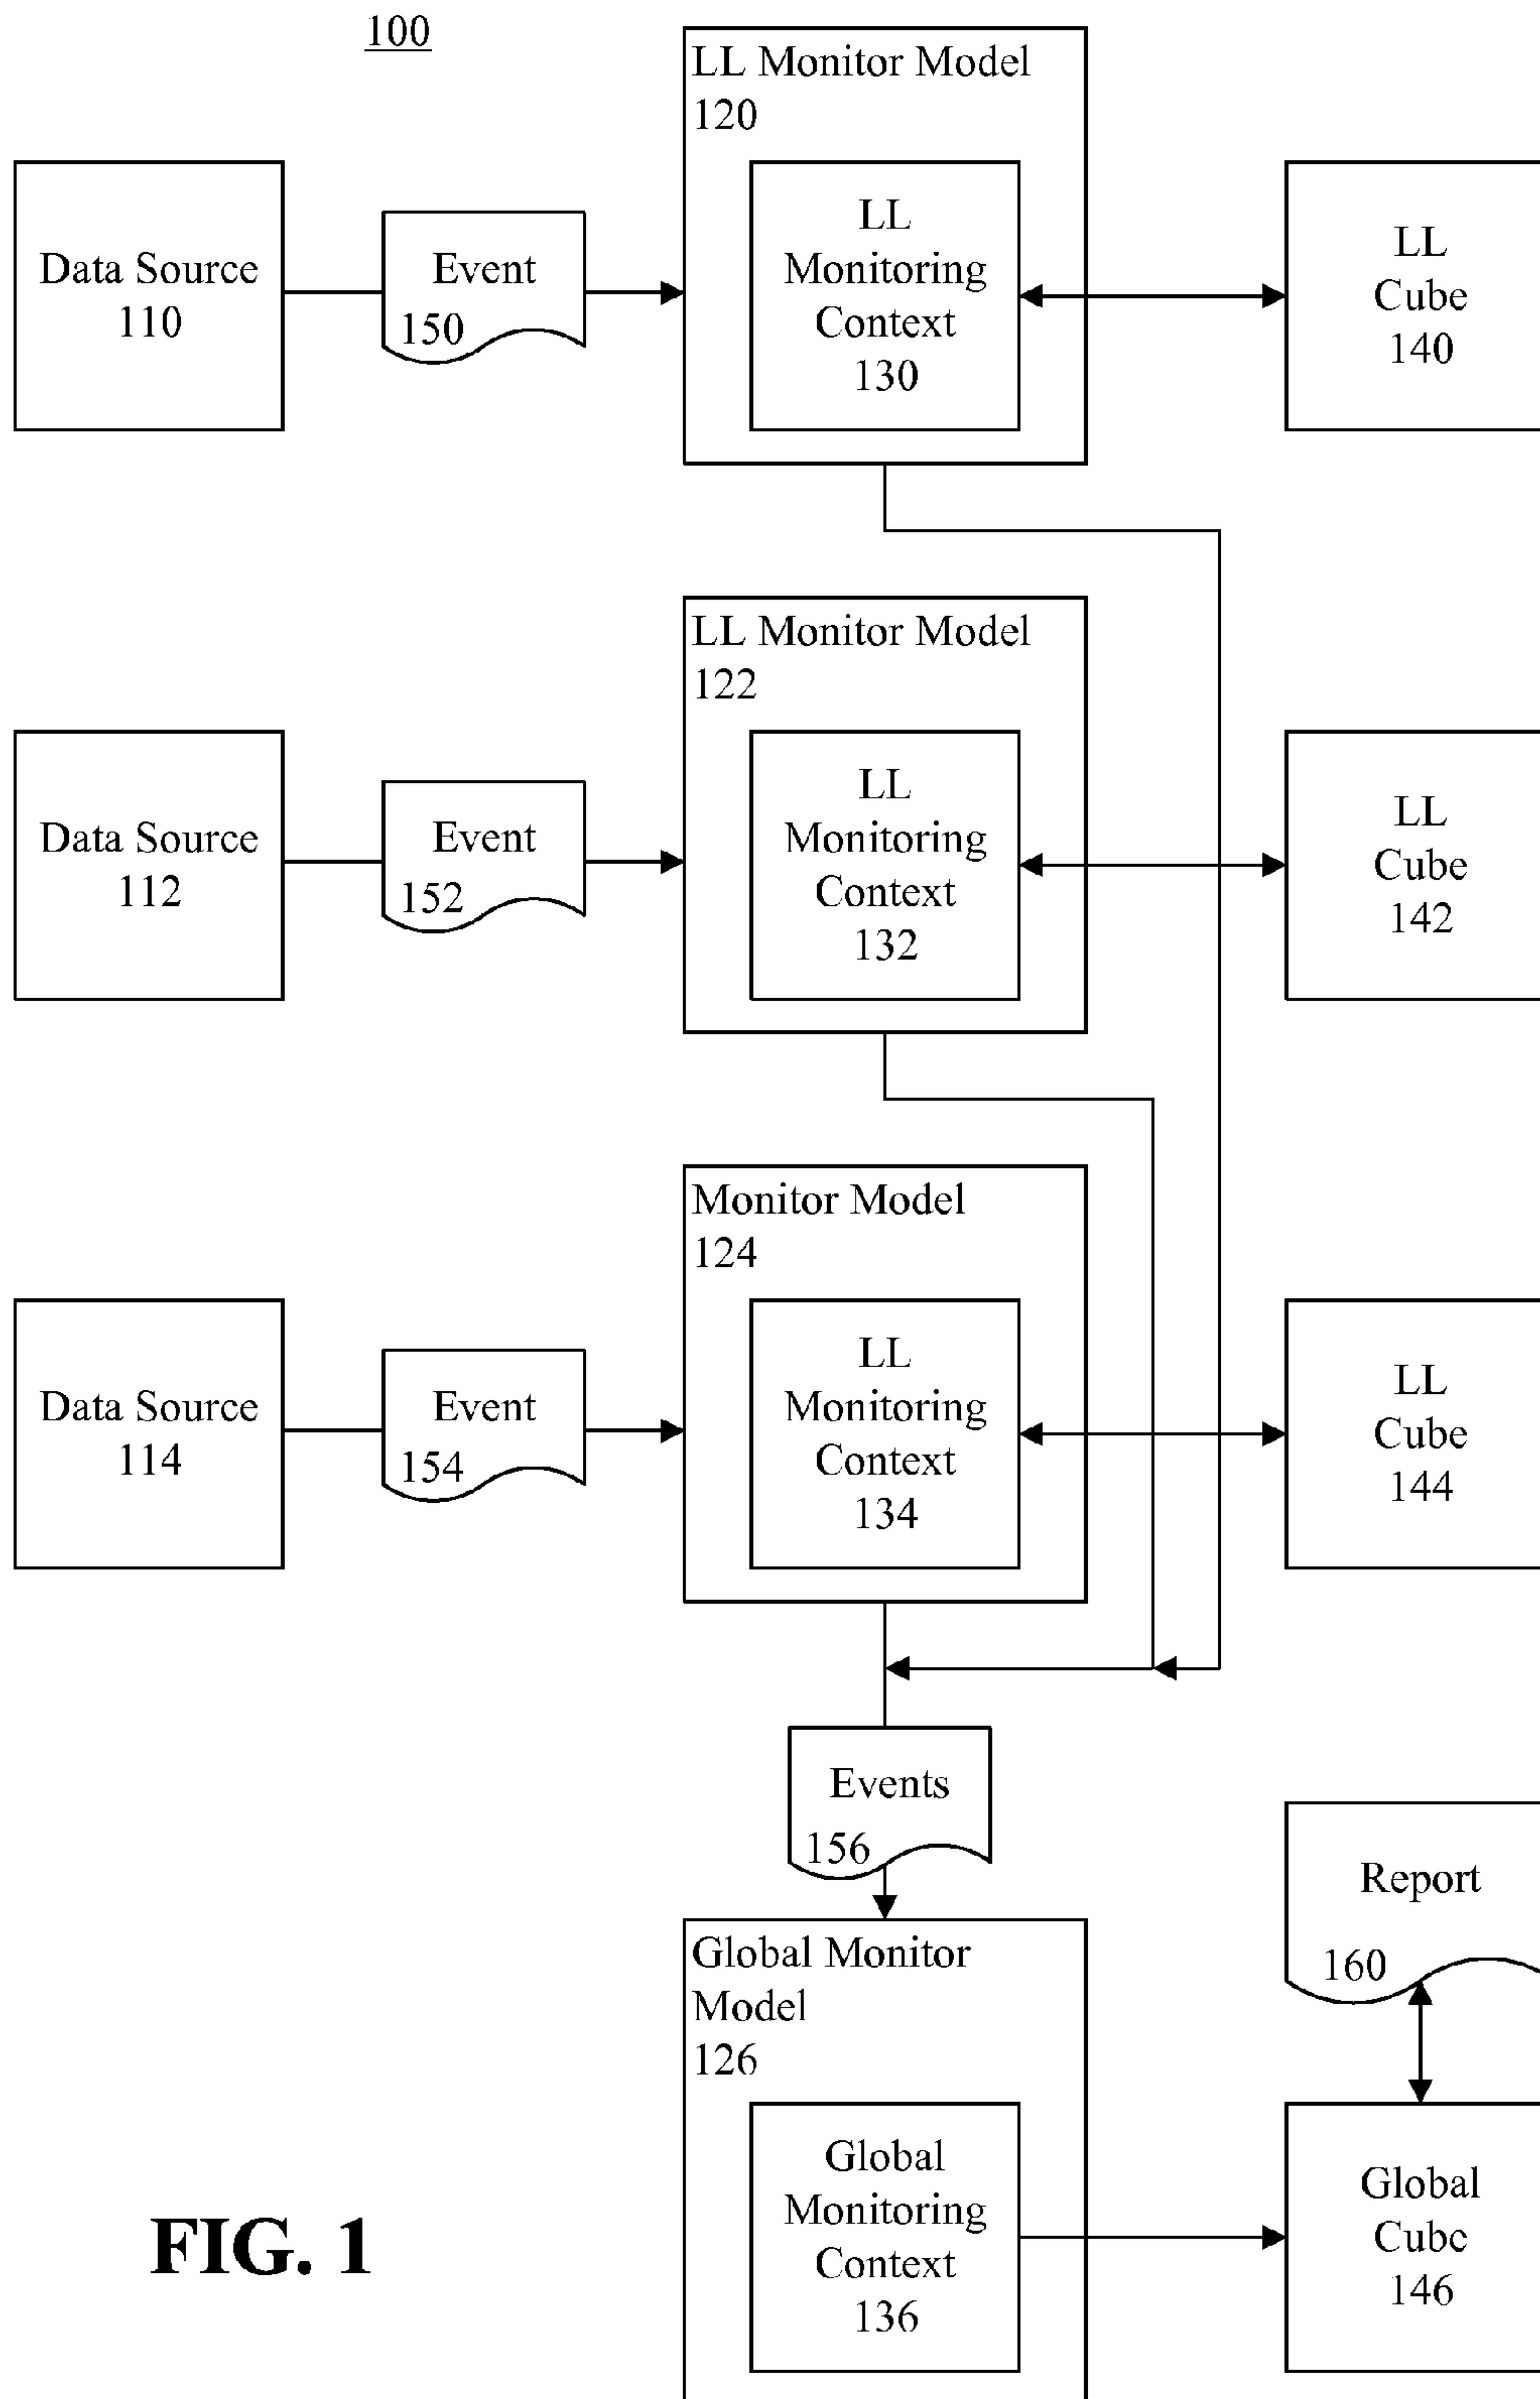 100
LL Monitor Model
120
LL
Monitoring
Context
130
Data Source
110
Event
150
LL
Cube
140
LL Monitor Model
122
LL
Monitoring
Context
132
Data Source
112
Event
152
LL
Cube
142
Monitor Model
124
LL
Monitoring
Context
134
Data Source
114
Event
154
LL
Cube
144
Events
156
Report
160
Global Monitor
Model
126
Global
Monitoring
Context
136
Global
Cube
146
FIG. 1